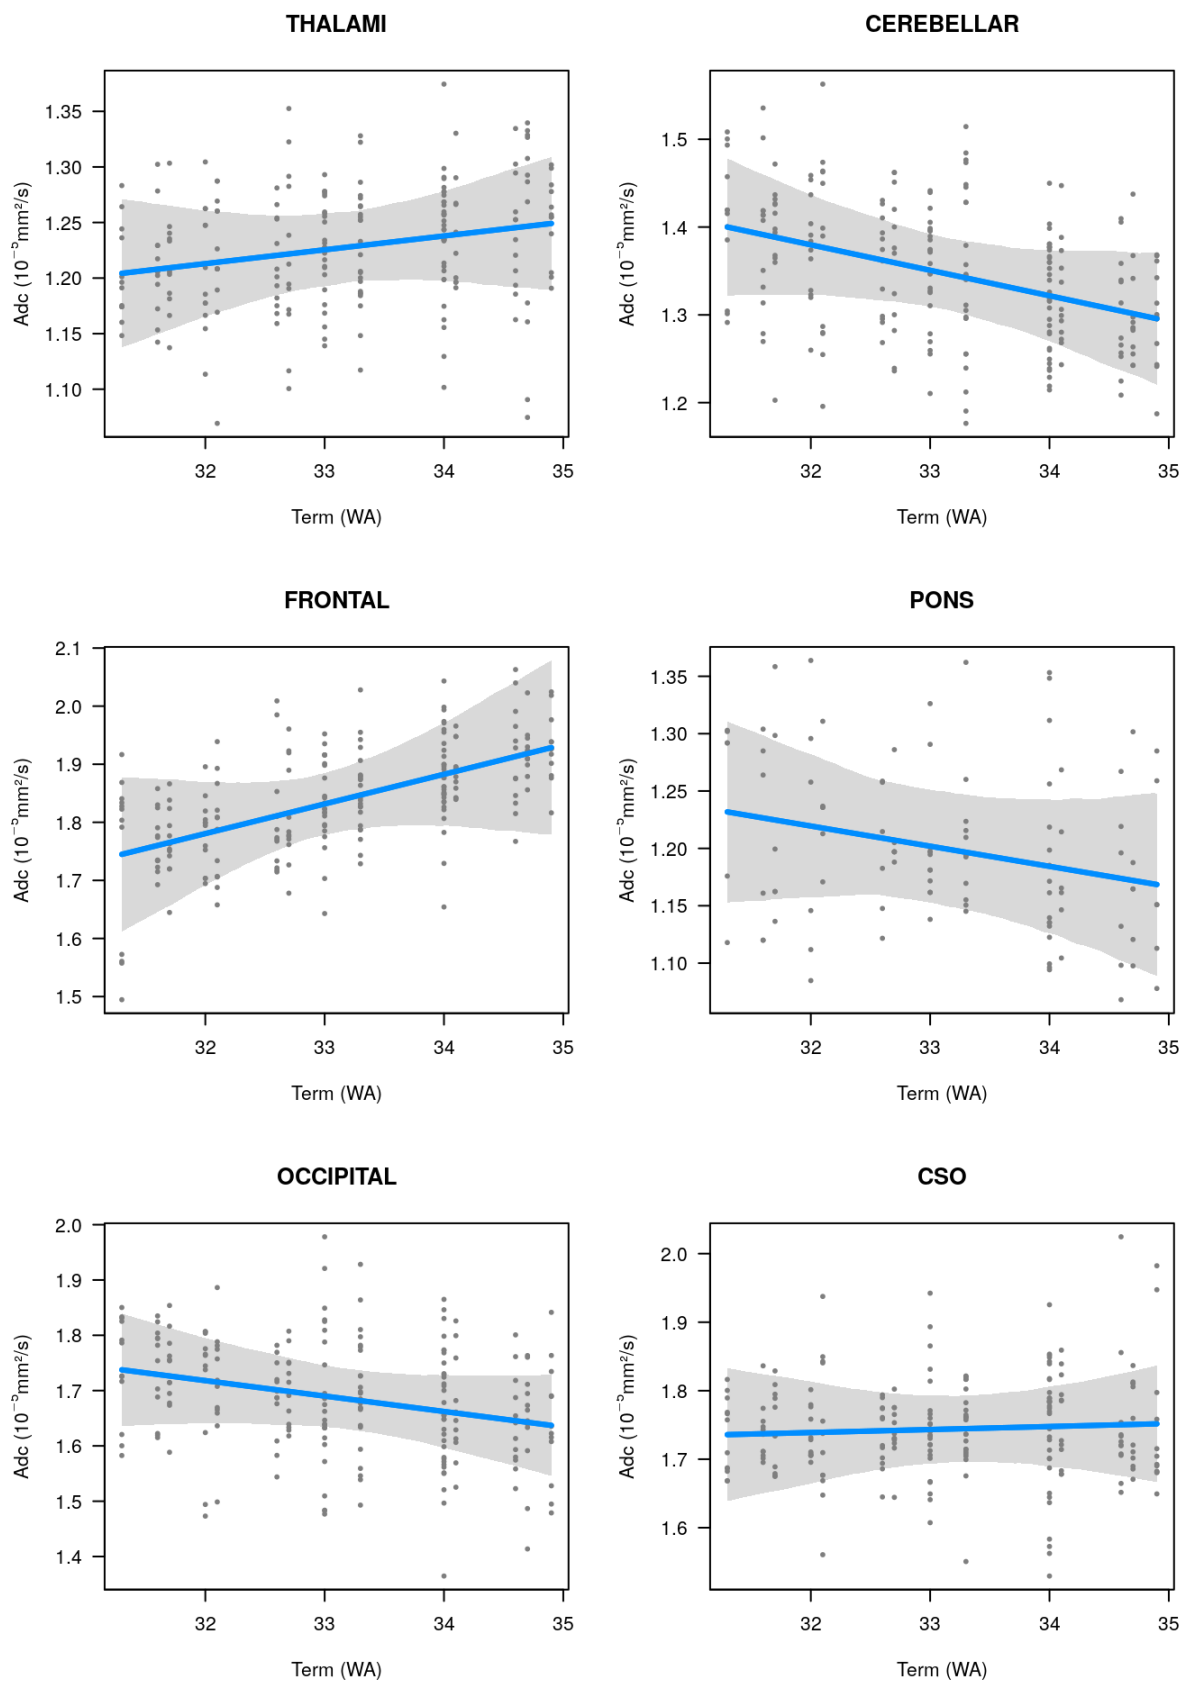 THALAMI
Adc (10⁻⁵mm²/s)
1.35
1.30
1.25
1.20
1.15
1.10
32 33 34 35
Term (WA)
CEREBELLAR
Adc (10⁻⁵mm²/s)
1.5
1.4
1.3
1.2
32 33 34 35
Term (WA)
FRONTAL
Adc (10⁻⁵mm²/s)
2.1
2.0
1.9
1.8
1.7
1.6
1.5
32 33 34 35
Term (WA)
PONS
Adc (10⁻⁵mm²/s)
1.35
1.30
1.25
1.20
1.15
1.10
32 33 34 35
Term (WA)
OCCIPITAL
Adc (10⁻⁵mm²/s)
2.0
1.9
1.8
1.7
1.6
1.5
1.4
32 33 34 35
Term (WA)
CSO
Adc (10⁻⁵mm²/s)
2.0
1.9
1.8
1.7
1.6
32 33 34 35
Term (WA)